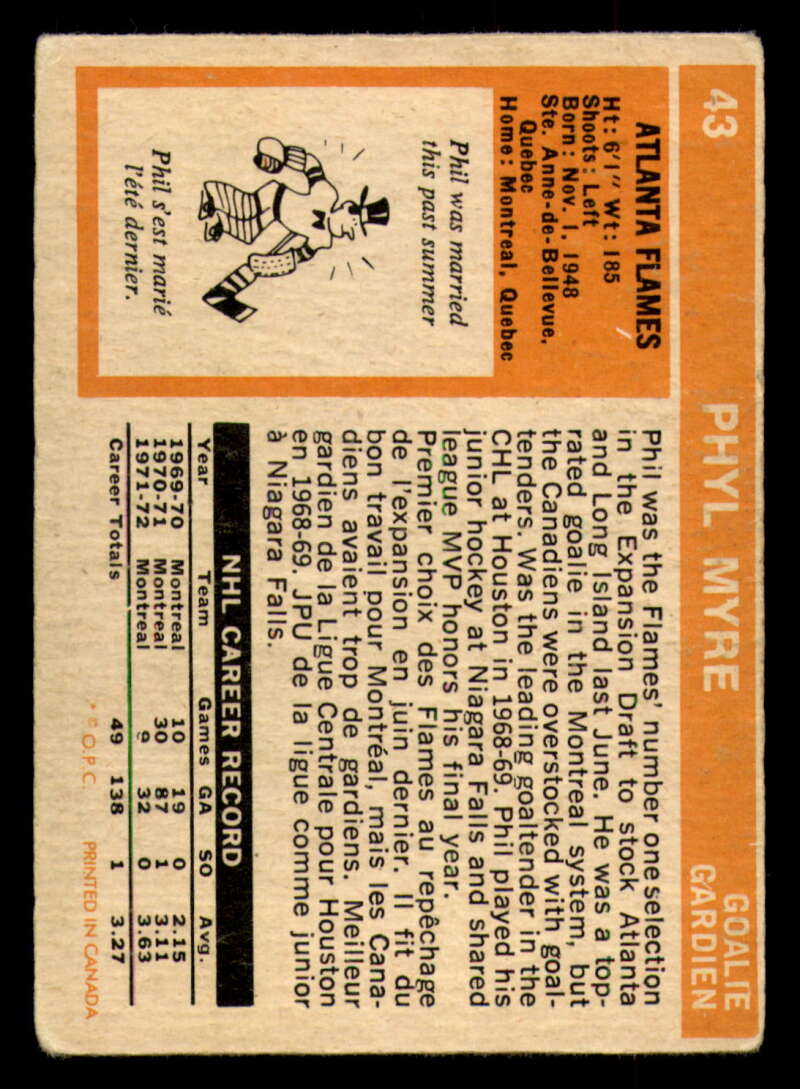 43 PHYL MYRE GOALIE
GARDIEN
ATLANTA FLAMES
Ht: 6'1" Wt: 185
Shoots: Left
Born: Nov. 1, 1948
Ste. Anne-de-Bellevue,
Quebec
Home: Montreal, Quebec
Phil was married
this past summer
Phil s'est marié
l'été dernier.
Phil was the Flames' number one selection
in the Expansion Draft to stock Atlanta
and Long Island last June. He was a top-
rated goalie in the Montreal system, but
the Canadiens were overstocked with goal-
tenders. Was the leading goaltender in the
CHL at Houston in 1968-69. Phil played his
junior hockey at Niagara Falls and shared
league MVP honors his final year.
Premier choix des Flames au repêchage
de l'expansion en juin dernier. Il fit du
bon travail pour Montréal, mais les Cana-
diens avaient trop de gardiens. Meilleur
gardien de la Ligue Centrale pour Houston
en 1968-69. JPU de la ligue comme junior
à Niagara Falls.
NHL CAREER RECORD
Year Team Games GA SO Avg.
1969-70 Montreal 10 19 0 2.15
1970-71 Montreal 30 87 1 3.11
1971-72 Montreal 9 32 0 3.63
Career Totals 49 138 1 3.27
* © O.P.C. PRINTED IN CANADA